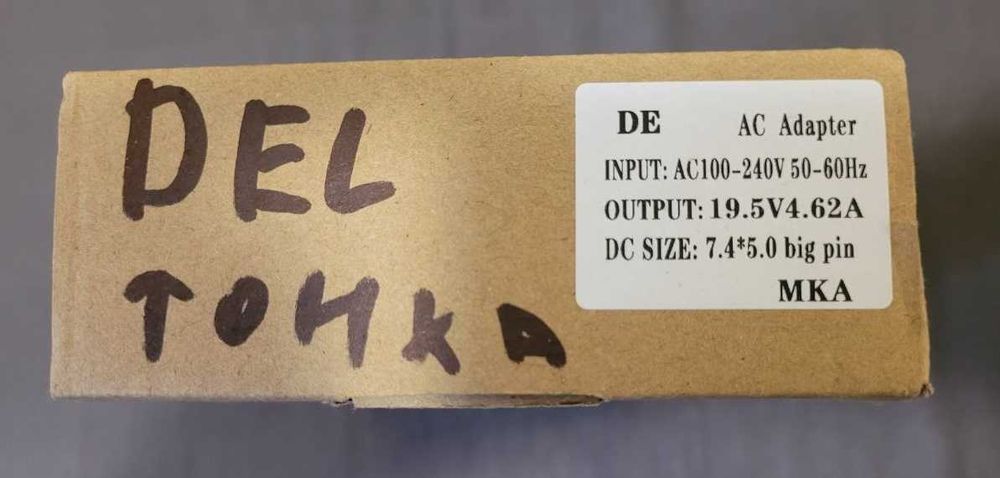 DEL
тонкA
DE AC Adapter
INPUT: AC100-240V 50-60Hz
OUTPUT: 19.5V4.62A
DC SIZE: 7.4*5.0 big pin
MKA